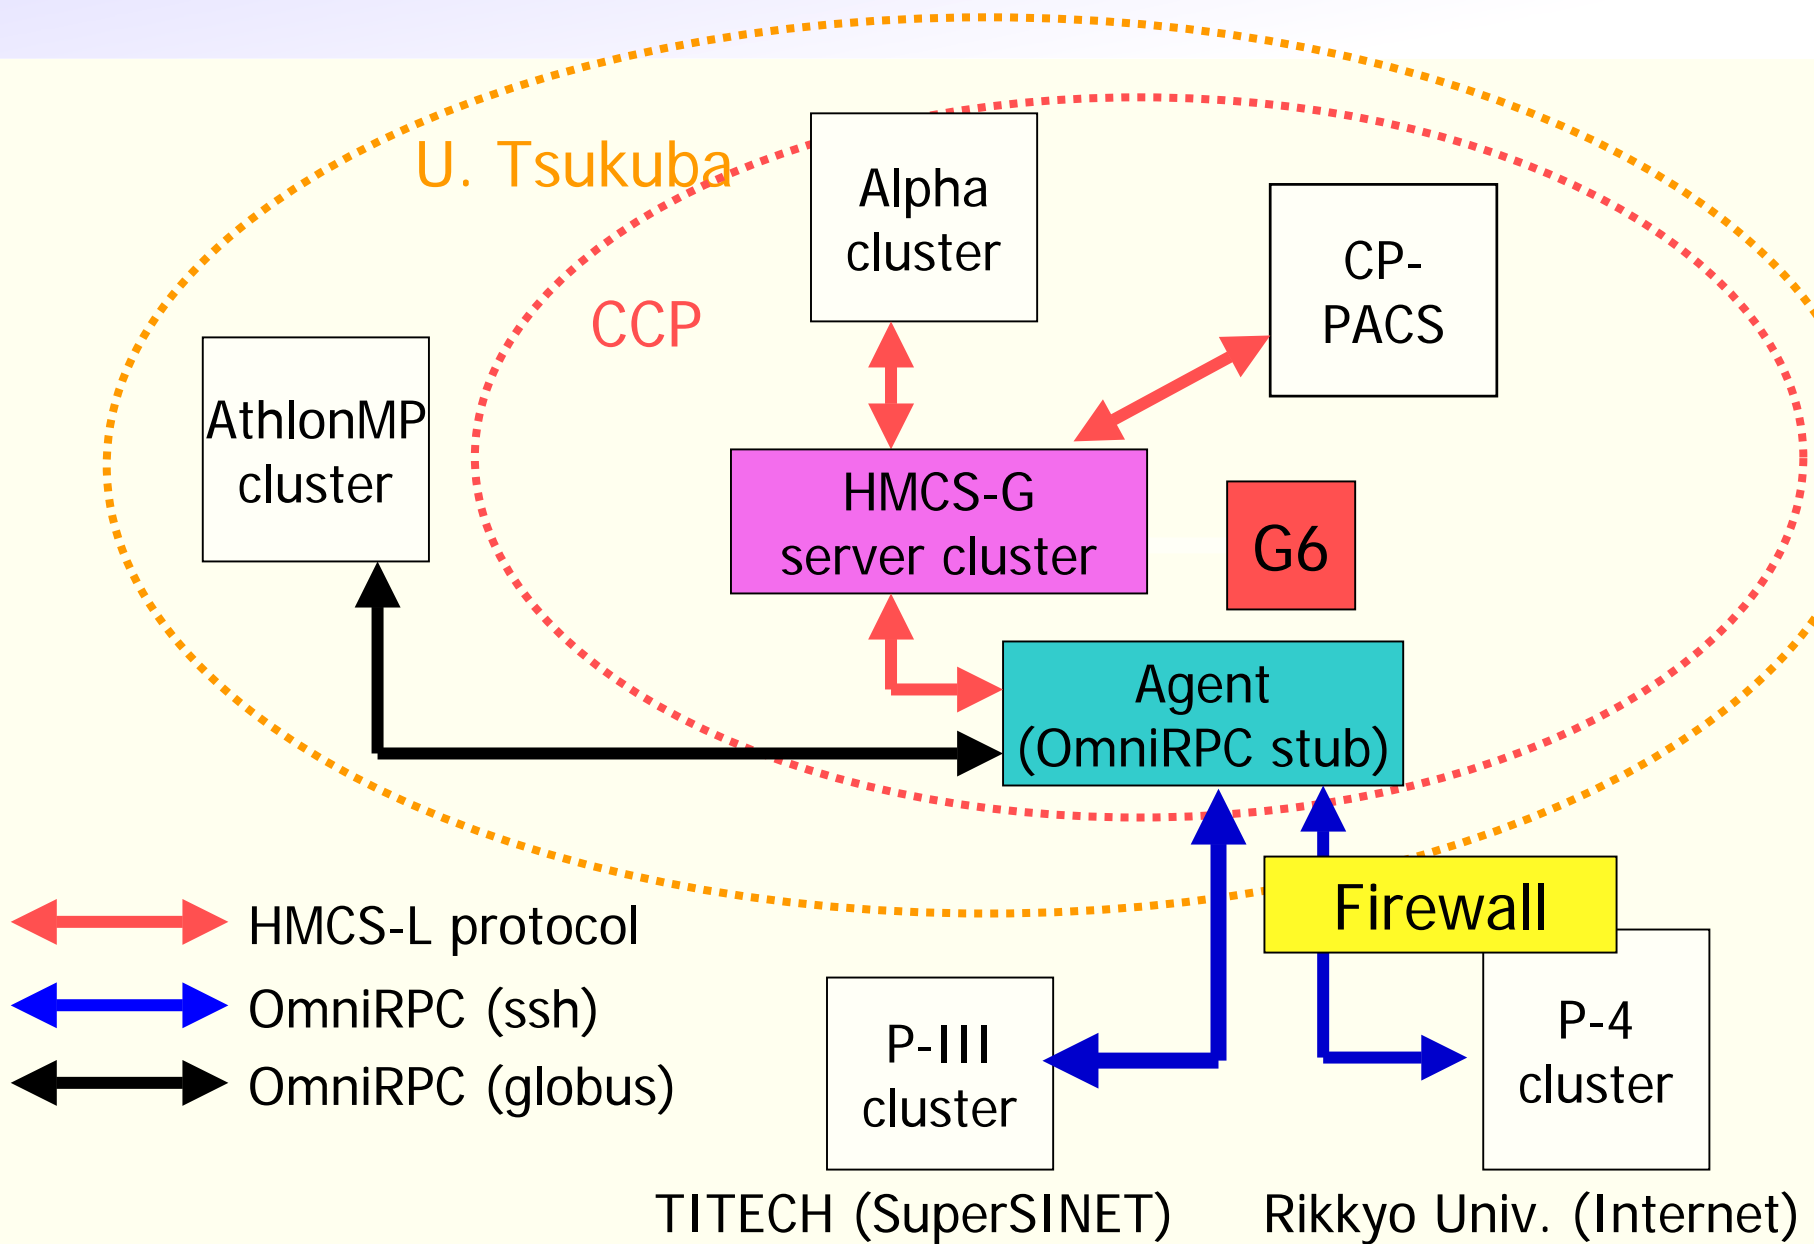 U. Tsukuba
Alpha
cluster
CP-
PACS
CCP
AthlonMP
cluster
HMCS-G
server cluster
G6
Agent
(OmniRPC stub)
Firewall
HMCS-L protocol
OmniRPC (ssh)
OmniRPC (globus)
P-III
cluster
P-4
cluster
TITECH (SuperSINET)
Rikkyo Univ. (Internet)